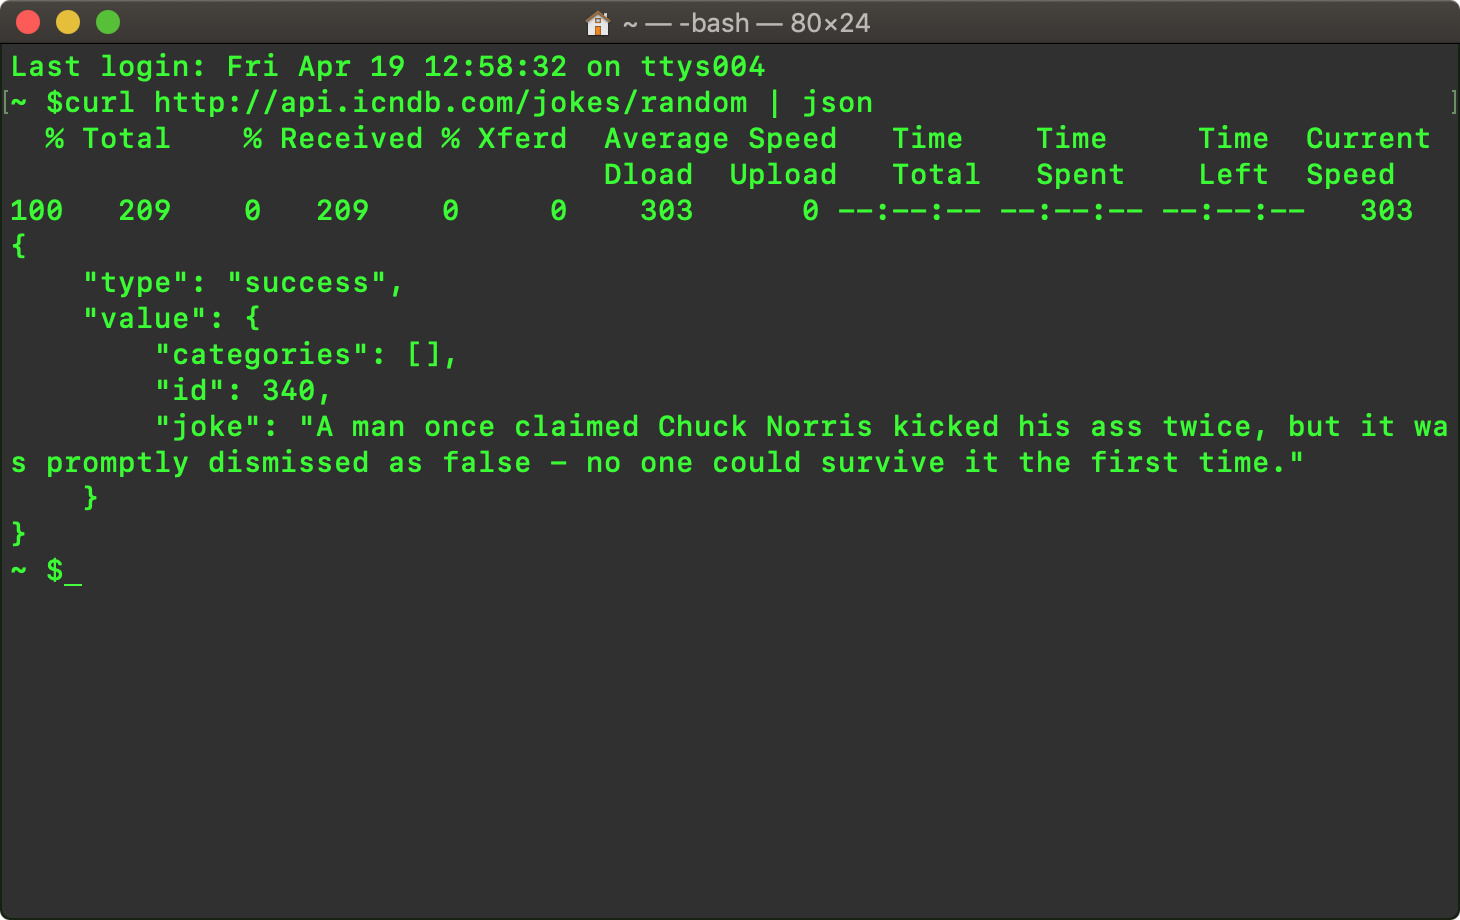 ~ — -bash — 80×24
Last login: Fri Apr 19 12:58:32 on ttys004
[~ $curl http://api.icndb.com/jokes/random | json ]
  % Total    % Received % Xferd  Average Speed   Time    Time     Time  Current
                                 Dload  Upload   Total   Spent    Left  Speed
100   209    0   209    0     0    303      0 --:--:-- --:--:-- --:--:--   303
{
    "type": "success",
    "value": {
        "categories": [],
        "id": 340,
        "joke": "A man once claimed Chuck Norris kicked his ass twice, but it wa
s promptly dismissed as false – no one could survive it the first time."
    }
}
~ $_